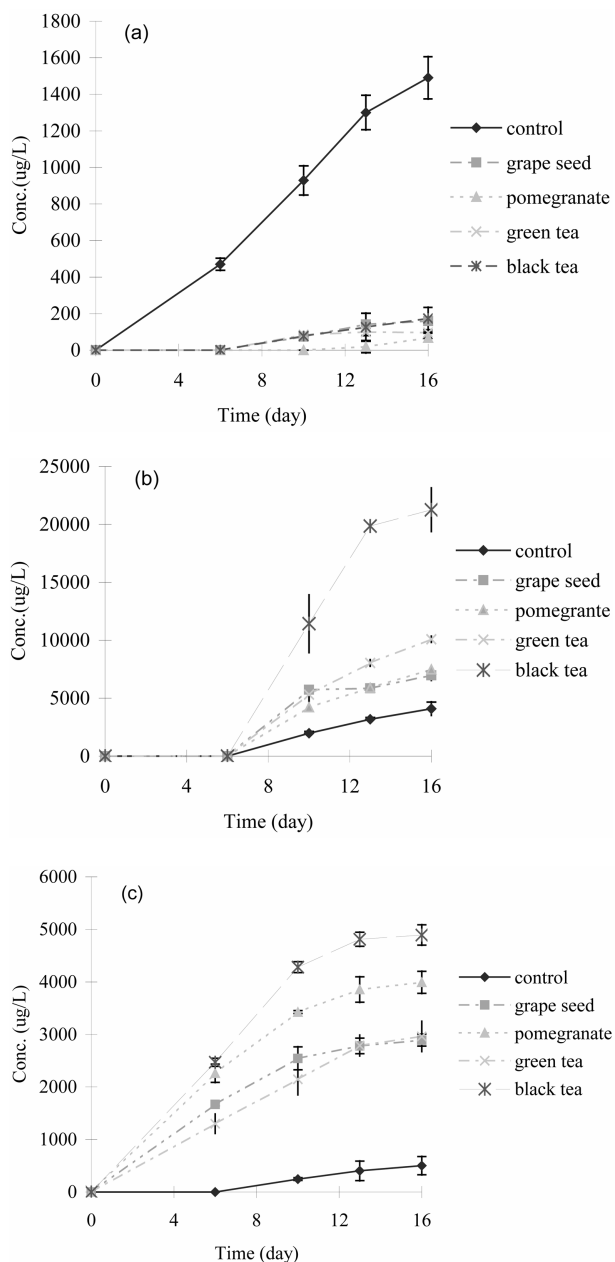 (a)
1800
1600
1400
1200
1000
800
600
400
200
0
Conc.(ug/L)
0 4 8 12 16
Time (day)
control
grape seed
pomegranate
green tea
black tea
(b)
25000
20000
15000
10000
5000
0
Conc.(ug/L)
0 4 8 12 16
Time (day)
control
grape seed
pomegrante
green tea
black tea
(c)
6000
5000
4000
3000
2000
1000
0
Conc. (ug/L)
0 4 8 12 16
Time (day)
control
grape seed
pomegranate
green tea
black tea